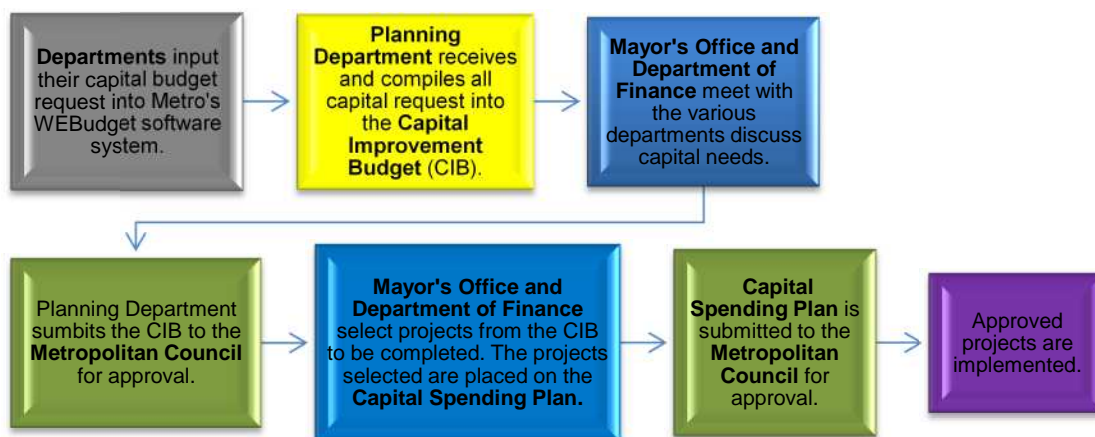 Departments input
their capital budget
request into Metro's
WEBudget software
system.
Planning
Department receives
and compiles all
capital request into
the Capital
Improvement
Budget (CIB).
Mayor's Office and
Department of
Finance meet with
the various
departments discuss
capital needs.
Planning Department
sumbits the CIB to the
Metropolitan Council
for approval.
Mayor's Office and
Department of Finance
select projects from the CIB
to be completed. The projects
selected are placed on the
Capital Spending Plan.
Capital
Spending Plan is
submitted to the
Metropolitan
Council for
approval.
Approved
projects are
implemented.